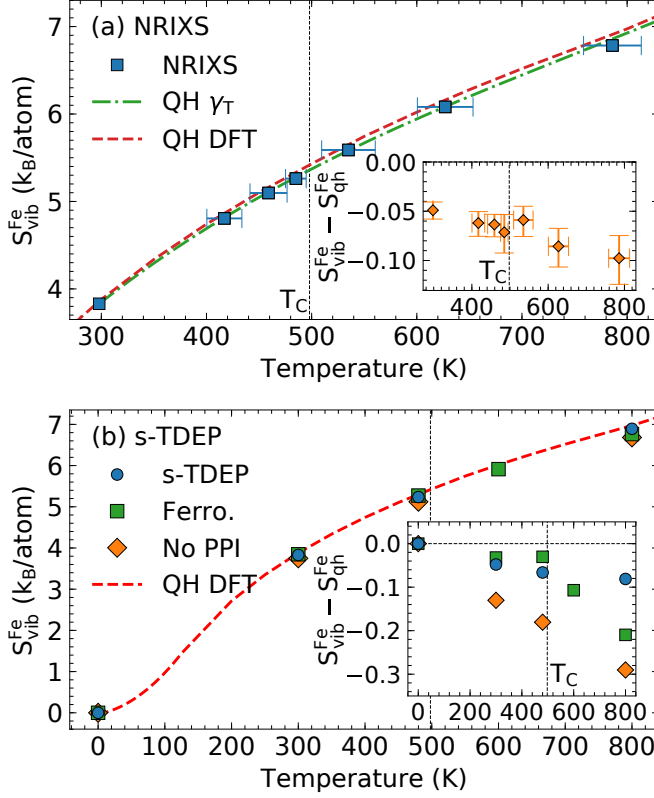 (a) NRIXS
NRIXS
QH γ_T
QH DFT
7
6
5
4
S_vib^Fe (k_B/atom)
T_C
300 400 500 600 700 800
Temperature (K)
0.00
−0.05
−0.10
S_vib^Fe − S_qh^Fe
T_C
400 600 800
(b) s-TDEP
s-TDEP
Ferro.
No PPI
QH DFT
7
6
5
4
3
2
1
0
S_vib^Fe (k_B/atom)
0 100 200 300 400 500 600 700 800
Temperature (K)
0.0
−0.1
−0.2
−0.3
S_vib^Fe − S_qh^Fe
T_C
0 200 400 600 800